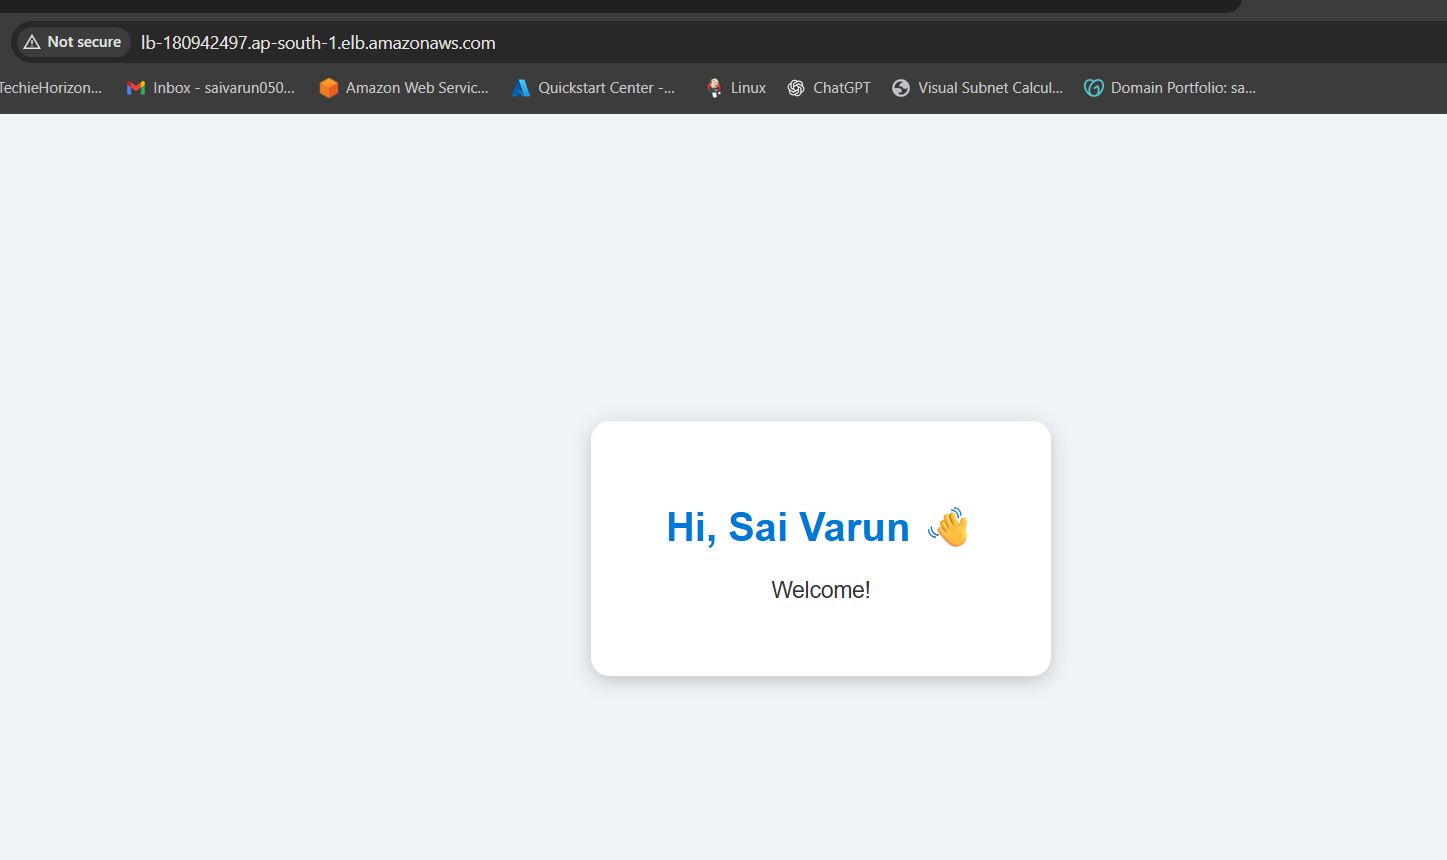 Not secure lb-180942497.ap-south-1.elb.amazonaws.com
TechieHorizon... Inbox - saivarun050... Amazon Web Servic... Quickstart Center -... Linux ChatGPT Visual Subnet Calcul... Domain Portfolio: sa...
Hi, Sai Varun 👋
Welcome!